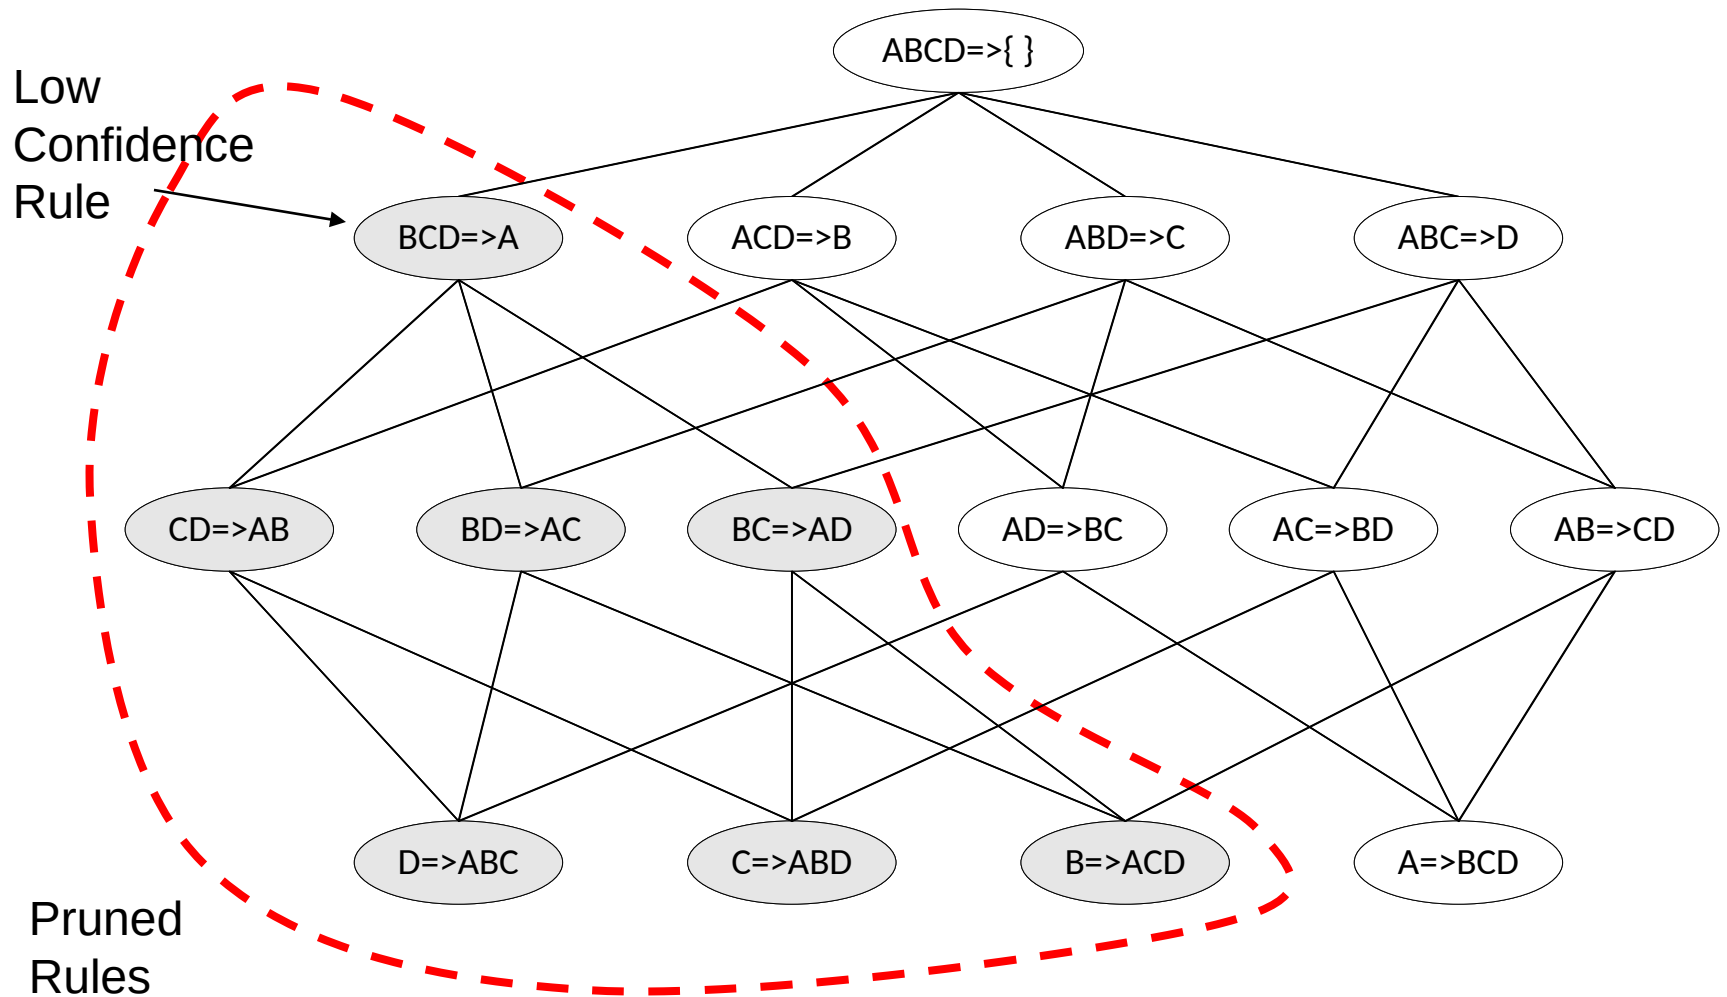 ABCD=>{ }
Low
Confidence
Rule
BCD=>A
ACD=>B
ABD=>C
ABC=>D
CD=>AB
BD=>AC
BC=>AD
AD=>BC
AC=>BD
AB=>CD
D=>ABC
C=>ABD
B=>ACD
A=>BCD
Pruned
Rules